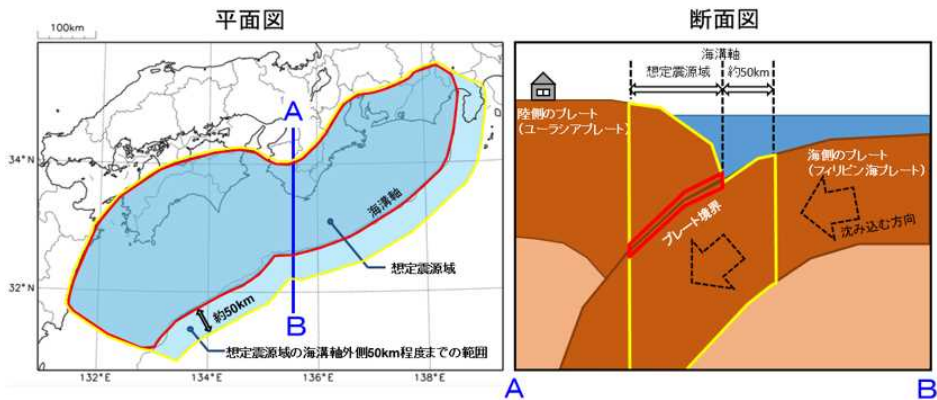 平面図
断面図
100km
A
34°N
32°N
海溝軸
想定震源域
約50km
B
想定震源域の海溝軸外側50km程度までの範囲
132°E
134°E
136°E
138°E
海溝軸
想定震源域
約50km
陸側のプレート
(ユーラシアプレート)
海側のプレート
(フィリピン海プレート)
プレート境界
沈み込む方向
A
B